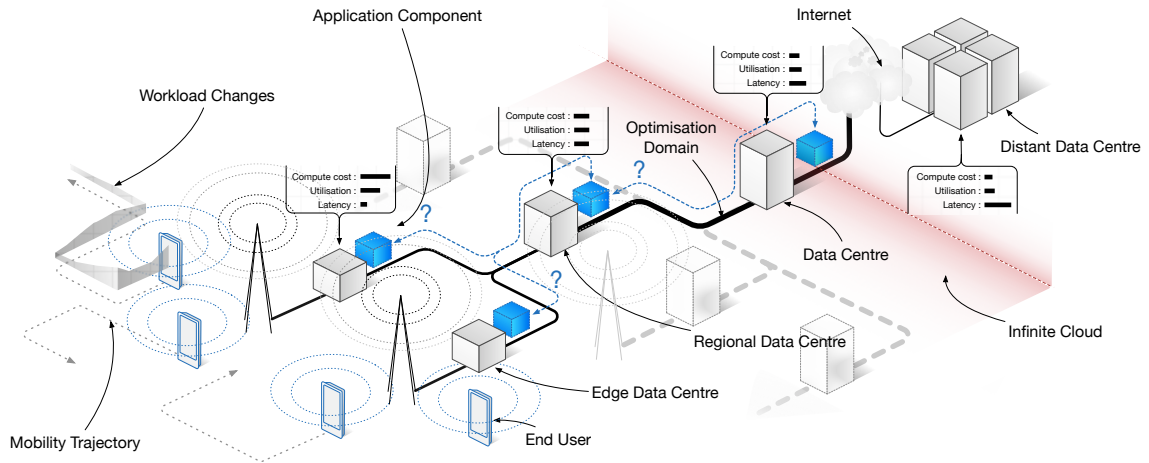 Application Component
Internet
Workload Changes
Compute cost :
Utilisation :
Latency :
Compute cost :
Utilisation :
Latency :
Optimisation
Domain
Distant Data Centre
Compute cost :
Utilisation :
Latency :
Compute cost :
Utilisation :
Latency :
?
?
?
Data Centre
Infinite Cloud
Regional Data Centre
Edge Data Centre
Mobility Trajectory
End User